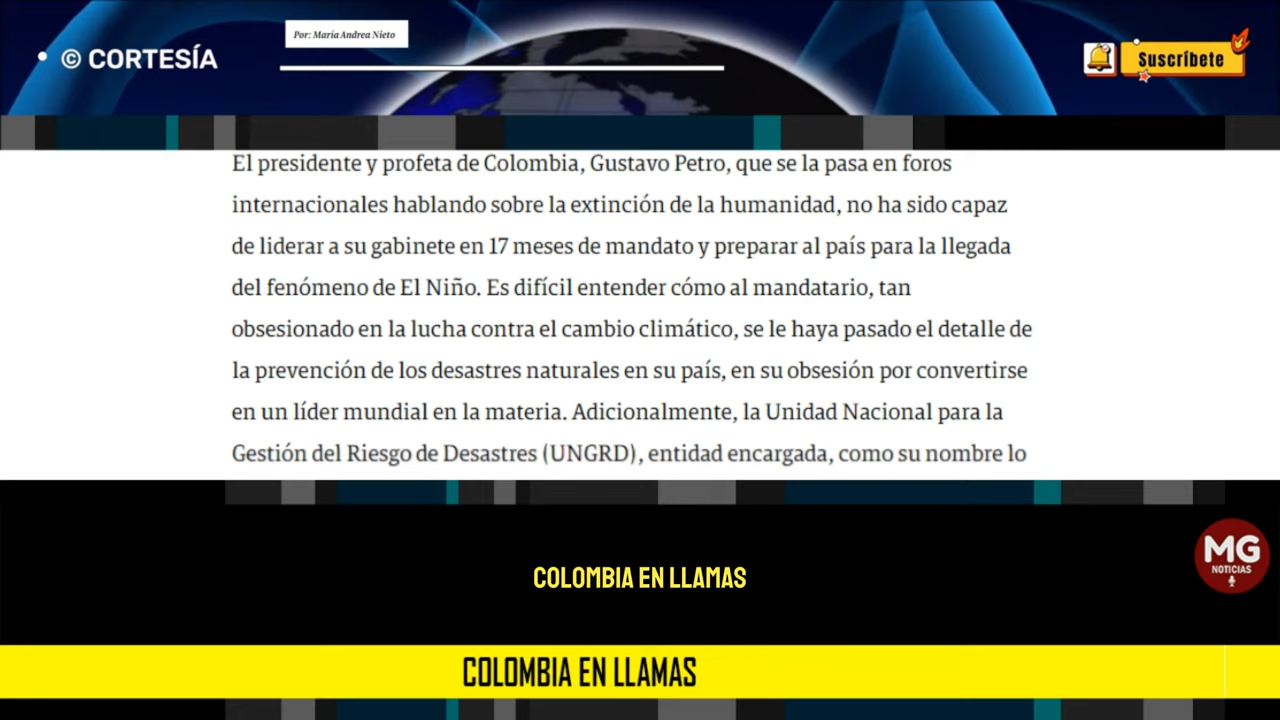 Por: María Andrea Nieto
© CORTESÍA
Suscríbete
El presidente y profeta de Colombia, Gustavo Petro, que se la pasa en foros
internacionales hablando sobre la extinción de la humanidad, no ha sido capaz
de liderar a su gabinete en 17 meses de mandato y preparar al país para la llegada
del fenómeno de El Niño. Es difícil entender cómo al mandatario, tan
obsesionado en la lucha contra el cambio climático, se le haya pasado el detalle de
la prevención de los desastres naturales en su país, en su obsesión por convertirse
en un líder mundial en la materia. Adicionalmente, la Unidad Nacional para la
Gestión del Riesgo de Desastres (UNGRD), entidad encargada, como su nombre lo
MG
NOTICIAS
COLOMBIA EN LLAMAS
COLOMBIA EN LLAMAS